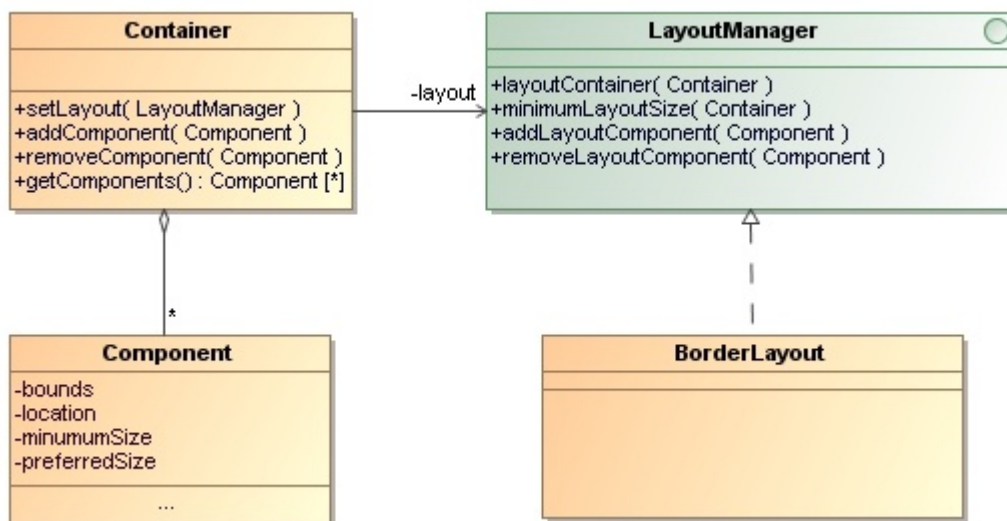 Container
+setLayout( LayoutManager )
+addComponent( Component )
+removeComponent( Component )
+getComponents() : Component [*]
-layout
LayoutManager
+layoutContainer( Container )
+minimumLayoutSize( Container )
+addLayoutComponent( Component )
+removeLayoutComponent( Component )
*
Component
-bounds
-location
-minumumSize
-preferredSize
...
BorderLayout